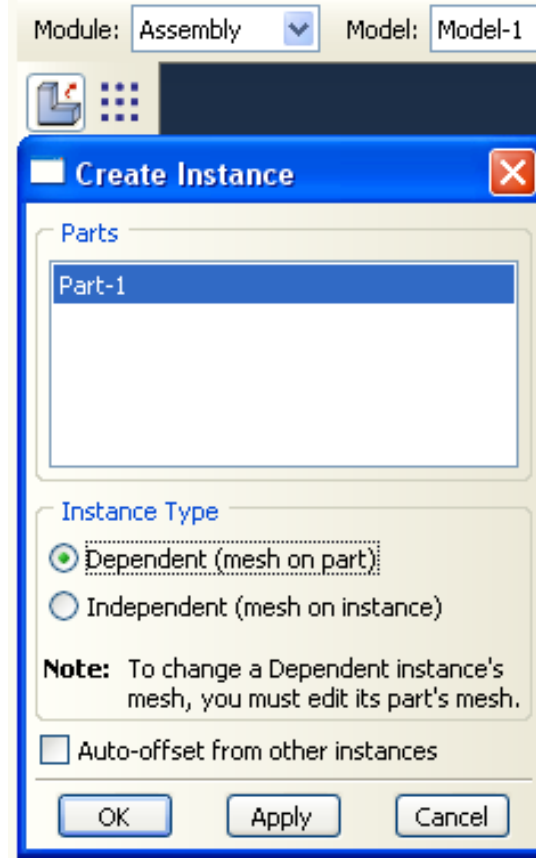 Module: Assembly Model: Model-1
Create Instance
Parts
Part-1
Instance Type
Dependent (mesh on part)
Independent (mesh on instance)
Note: To change a Dependent instance's
mesh, you must edit its part's mesh.
Auto-offset from other instances
OK Apply Cancel